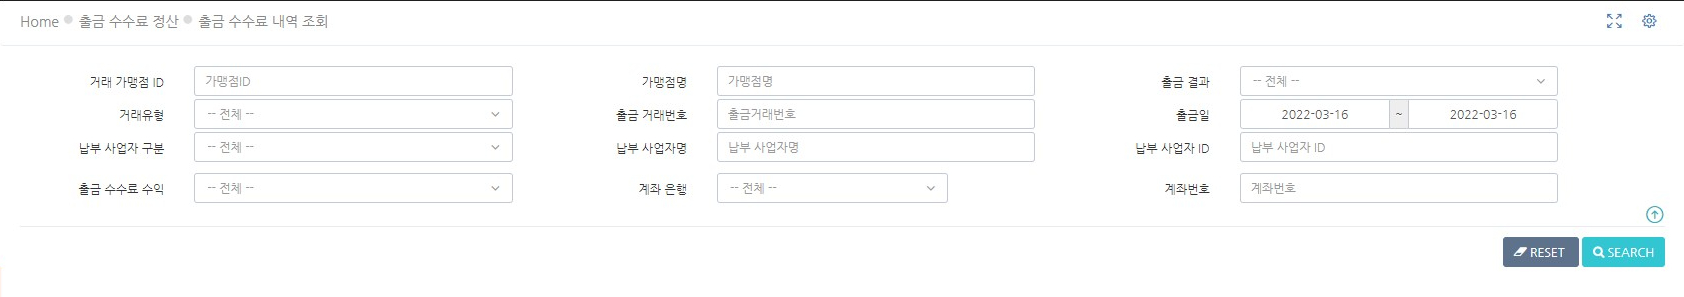 Home 출금 수수료 정산 출금 수수료 내역 조회
거래 가맹점 ID 가맹점ID 가맹점명 가맹점명 출금 결과 -- 전체 --
거래유형 -- 전체 -- 출금 거래번호 출금거래번호 출금일 2022-03-16 ~ 2022-03-16
납부 사업자 구분 -- 전체 -- 납부 사업자명 납부 사업자명 납부 사업자 ID 납부 사업자 ID
출금 수수료 수익 -- 전체 -- 계좌 은행 -- 전체 -- 계좌번호 계좌번호
RESET SEARCH